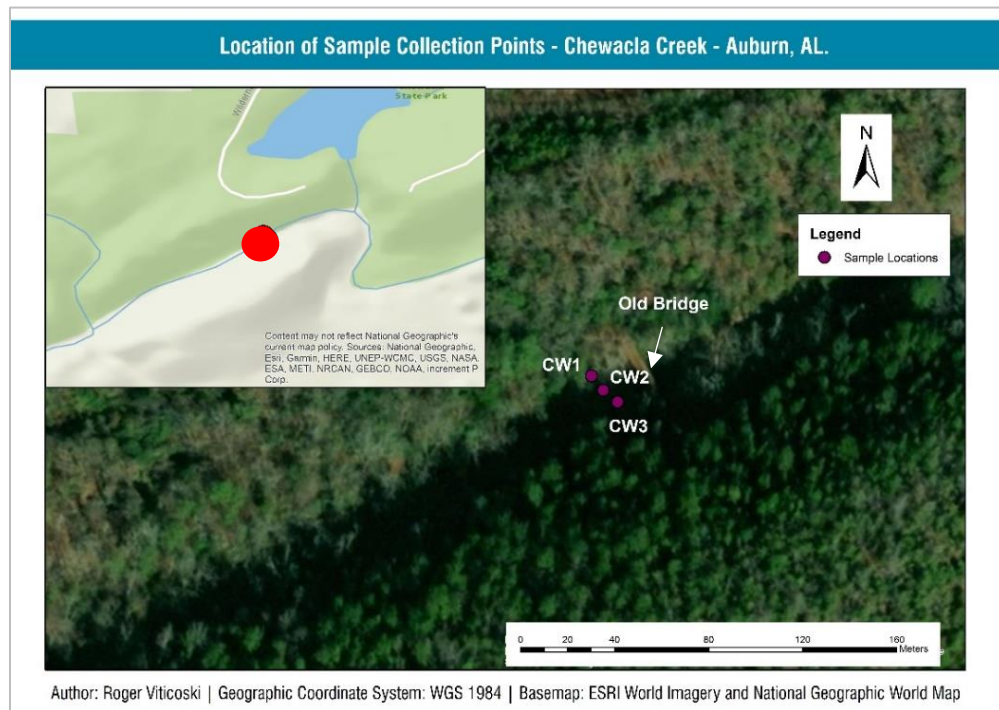 Location of Sample Collection Points - Chewacla Creek - Auburn, AL.
State Park
Content may not reflect National Geographic's
current map policy. Sources: National Geographic,
Esri, Garmin, HERE, UNEP-WCMC, USGS, NASA,
ESA, METI, NRCAN, GEBCO, NOAA, increment P
Corp.
N
Legend
Sample Locations
Old Bridge
CW1
CW2
CW3
0 20 40 80 120 160
Meters
Author: Roger Viticoski | Geographic Coordinate System: WGS 1984 | Basemap: ESRI World Imagery and National Geographic World Map